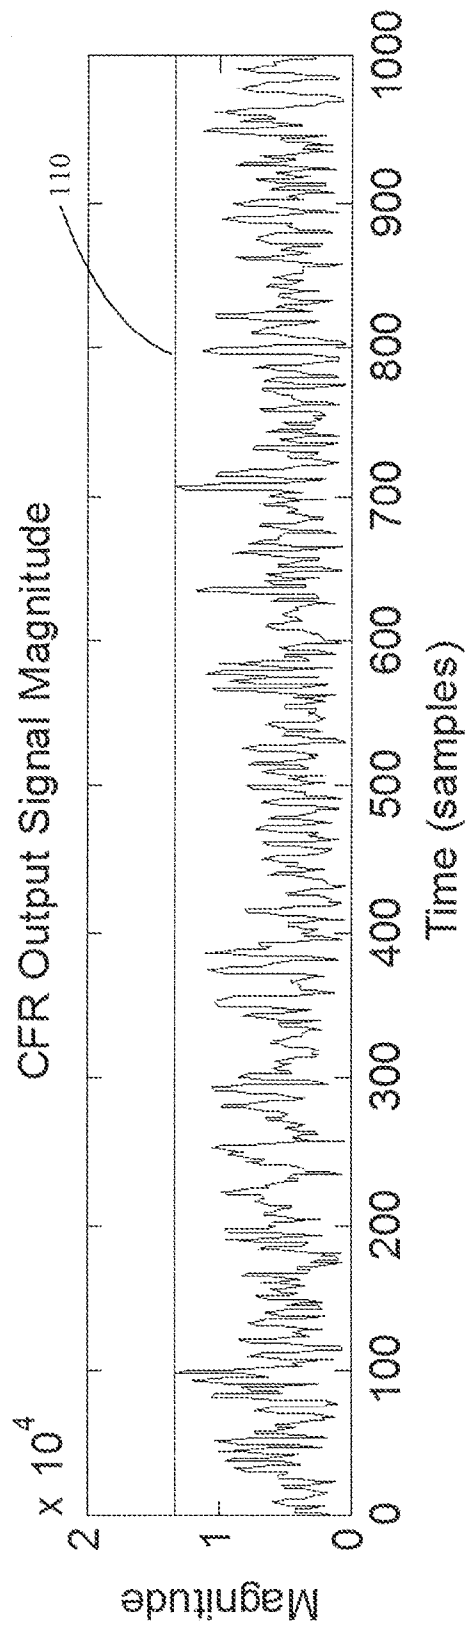 CFR Output Signal Magnitude
x 10^4
110
2
1
0
Magnitude
0 100 200 300 400 500 600 700 800 900 1000
Time (samples)